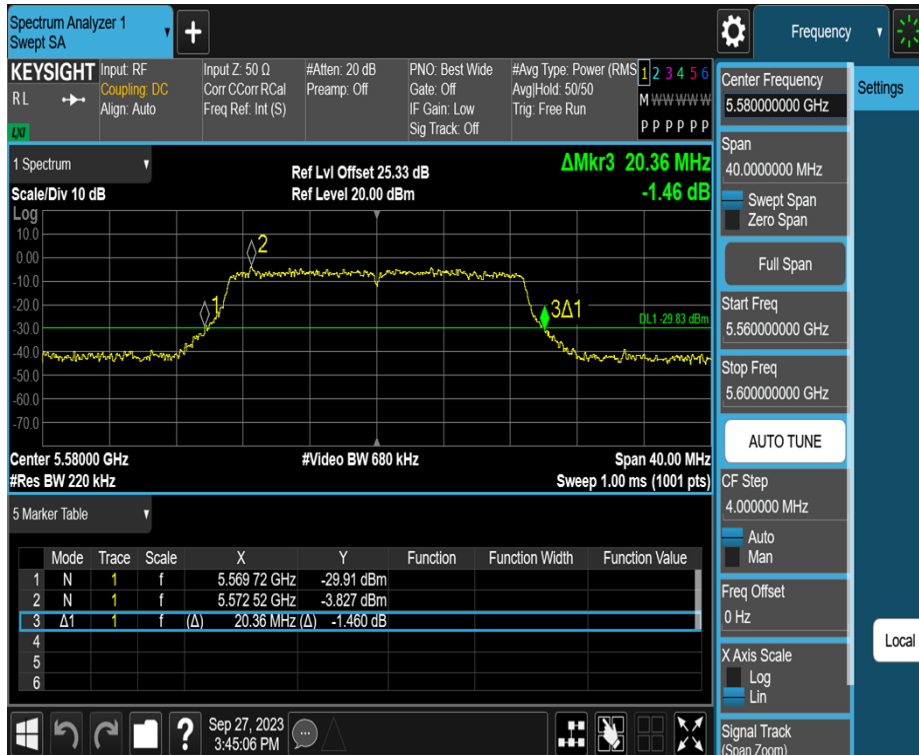 Spectrum Analyzer 1
Swept SA
Frequency
KEYSIGHT
R L
LXI
Input: RF
Coupling: DC
Align: Auto
Input Z: 50 Ω
Corr CCorr RCal
Freq Ref: Int (S)
#Atten: 20 dB
Preamp: Off
PNO: Best Wide
Gate: Off
IF Gain: Low
Sig Track: Off
#Avg Type: Power (RMS
Avg|Hold: 50/50
Trig: Free Run
1 2 3 4 5 6
M W W W W W
P P P P P P
1 Spectrum
Scale/Div 10 dB
Ref Lvl Offset 25.33 dB
Ref Level 20.00 dBm
ΔMkr3 20.36 MHz
-1.46 dB
Log
10.0
0.00
-10.0
-20.0
-30.0
-40.0
-50.0
-60.0
-70.0
2
1
3Δ1
DL1 -29.83 dBm
Center 5.58000 GHz
#Res BW 220 kHz
#Video BW 680 kHz
Span 40.00 MHz
Sweep 1.00 ms (1001 pts)
5 Marker Table
Mode Trace Scale X Y Function Function Width Function Value
1 N 1 f 5.569 72 GHz -29.91 dBm
2 N 1 f 5.572 52 GHz -3.827 dBm
3 Δ1 1 f (Δ) 20.36 MHz (Δ) -1.460 dB
4
5
6
Sep 27, 2023
3:45:06 PM
Center Frequency
5.580000000 GHz
Span
40.0000000 MHz
Swept Span
Zero Span
Full Span
Start Freq
5.560000000 GHz
Stop Freq
5.600000000 GHz
AUTO TUNE
CF Step
4.000000 MHz
Auto
Man
Freq Offset
0 Hz
X Axis Scale
Log
Lin
Signal Track
(Span Zoom)
Settings
Local